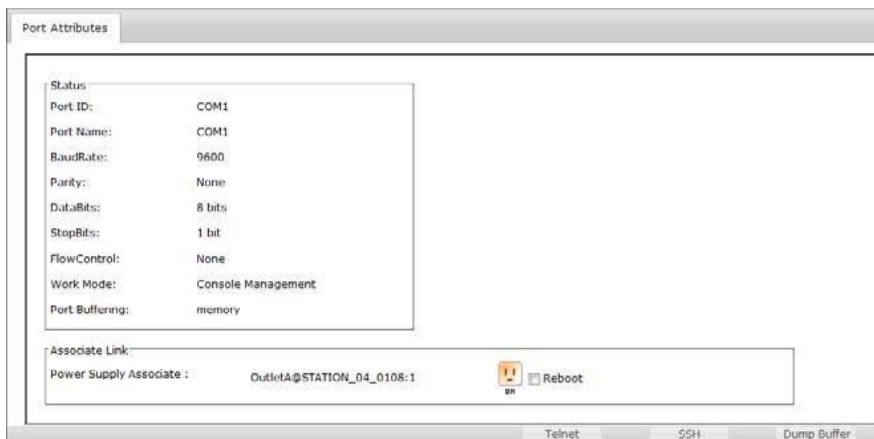 Port Attributes
Status
Port ID: COM1
Port Name: COM1
BaudRate: 9600
Parity: None
DataBits: 8 bits
StopBits: 1 bit
FlowControl: None
Work Mode: Console Management
Port Buffering: memory
Associate Link
Power Supply Associate : OutletA@STATION_04_0108:1 Reboot
Telnet SSH Dump Buffer